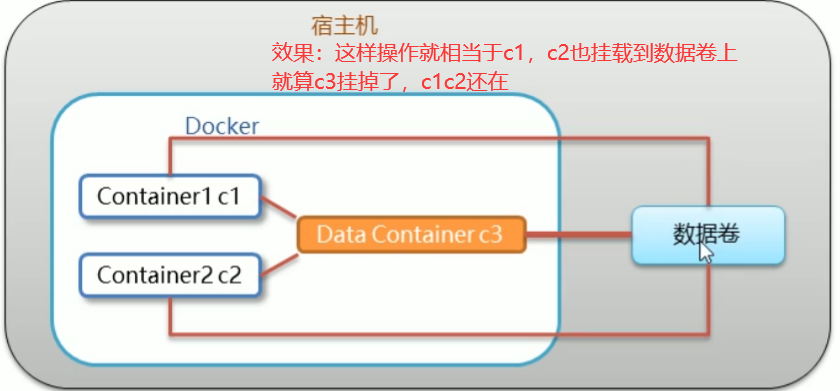 宿主机
效果：这样操作就相当于c1，c2也挂载到数据卷上
就算c3挂掉了，c1c2还在
Docker
Container1 c1
Data Container c3
数据卷
Container2 c2